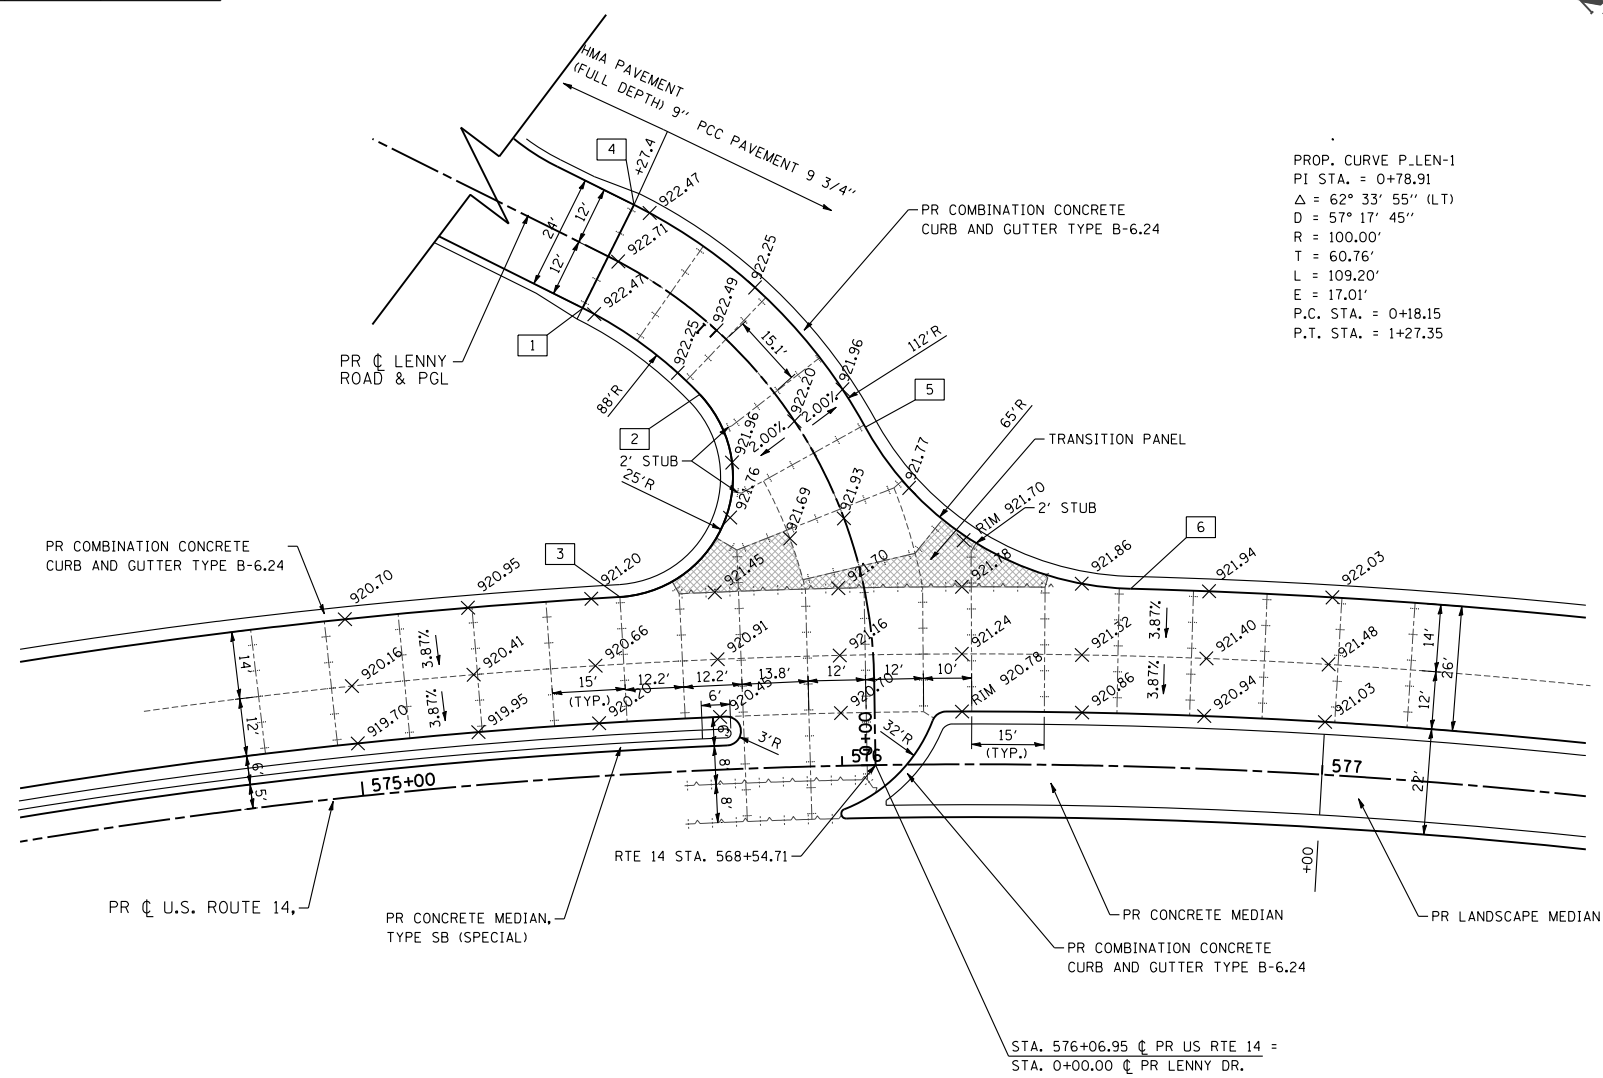 HMA PAVEMENT
(FULL DEPTH) 9" PCC PAVEMENT 9 3/4"
+27.4
4
922.47
24'
12'
12'
922.71
922.47
1
PR ℄ LENNY
ROAD & PGL
PR COMBINATION CONCRETE
CURB AND GUTTER TYPE B-6.24
PROP. CURVE P_LEN-1
PI STA. = 0+78.91
Δ = 62° 33' 55" (LT)
D = 57° 17' 45"
R = 100.00'
T = 60.76'
L = 109.20'
E = 17.01'
P.C. STA. = 0+18.15
P.T. STA. = 1+27.35
922.25
922.49
922.25
15.1'
112'R
921.96
922.20
2.00%
2.00%
921.96
88'R
5
2
2' STUB
25'R
65'R
TRANSITION PANEL
921.77
921.76
921.69
921.93
RIM 921.70
2' STUB
6
PR COMBINATION CONCRETE
CURB AND GUTTER TYPE B-6.24
3
920.70
920.95
921.20
921.45
921.70
921.78
921.86
921.94
922.03
14'
920.16
3.87%
920.41
920.66
920.91
921.16
921.24
921.32
3.87%
921.40
921.48
14'
26'
12'
919.70
3.87%
919.95
15'
(TYP.)
920.20
12.2'
12.2'
6'
920.45
13.8'
12'
920.70
12'
10'
RIM 920.78
920.86
3.87%
920.94
921.03
12'
6'
5'
6'
3'R
8'
8'
0+00
32'R
15'
(TYP.)
22'
575+00
576
577
RTE 14 STA. 568+54.71
+00
PR ℄ U.S. ROUTE 14,
PR CONCRETE MEDIAN,
TYPE SB (SPECIAL)
PR CONCRETE MEDIAN
PR LANDSCAPE MEDIAN
PR COMBINATION CONCRETE
CURB AND GUTTER TYPE B-6.24
STA. 576+06.95 ℄ PR US RTE 14 =
STA. 0+00.00 ℄ PR LENNY DR.